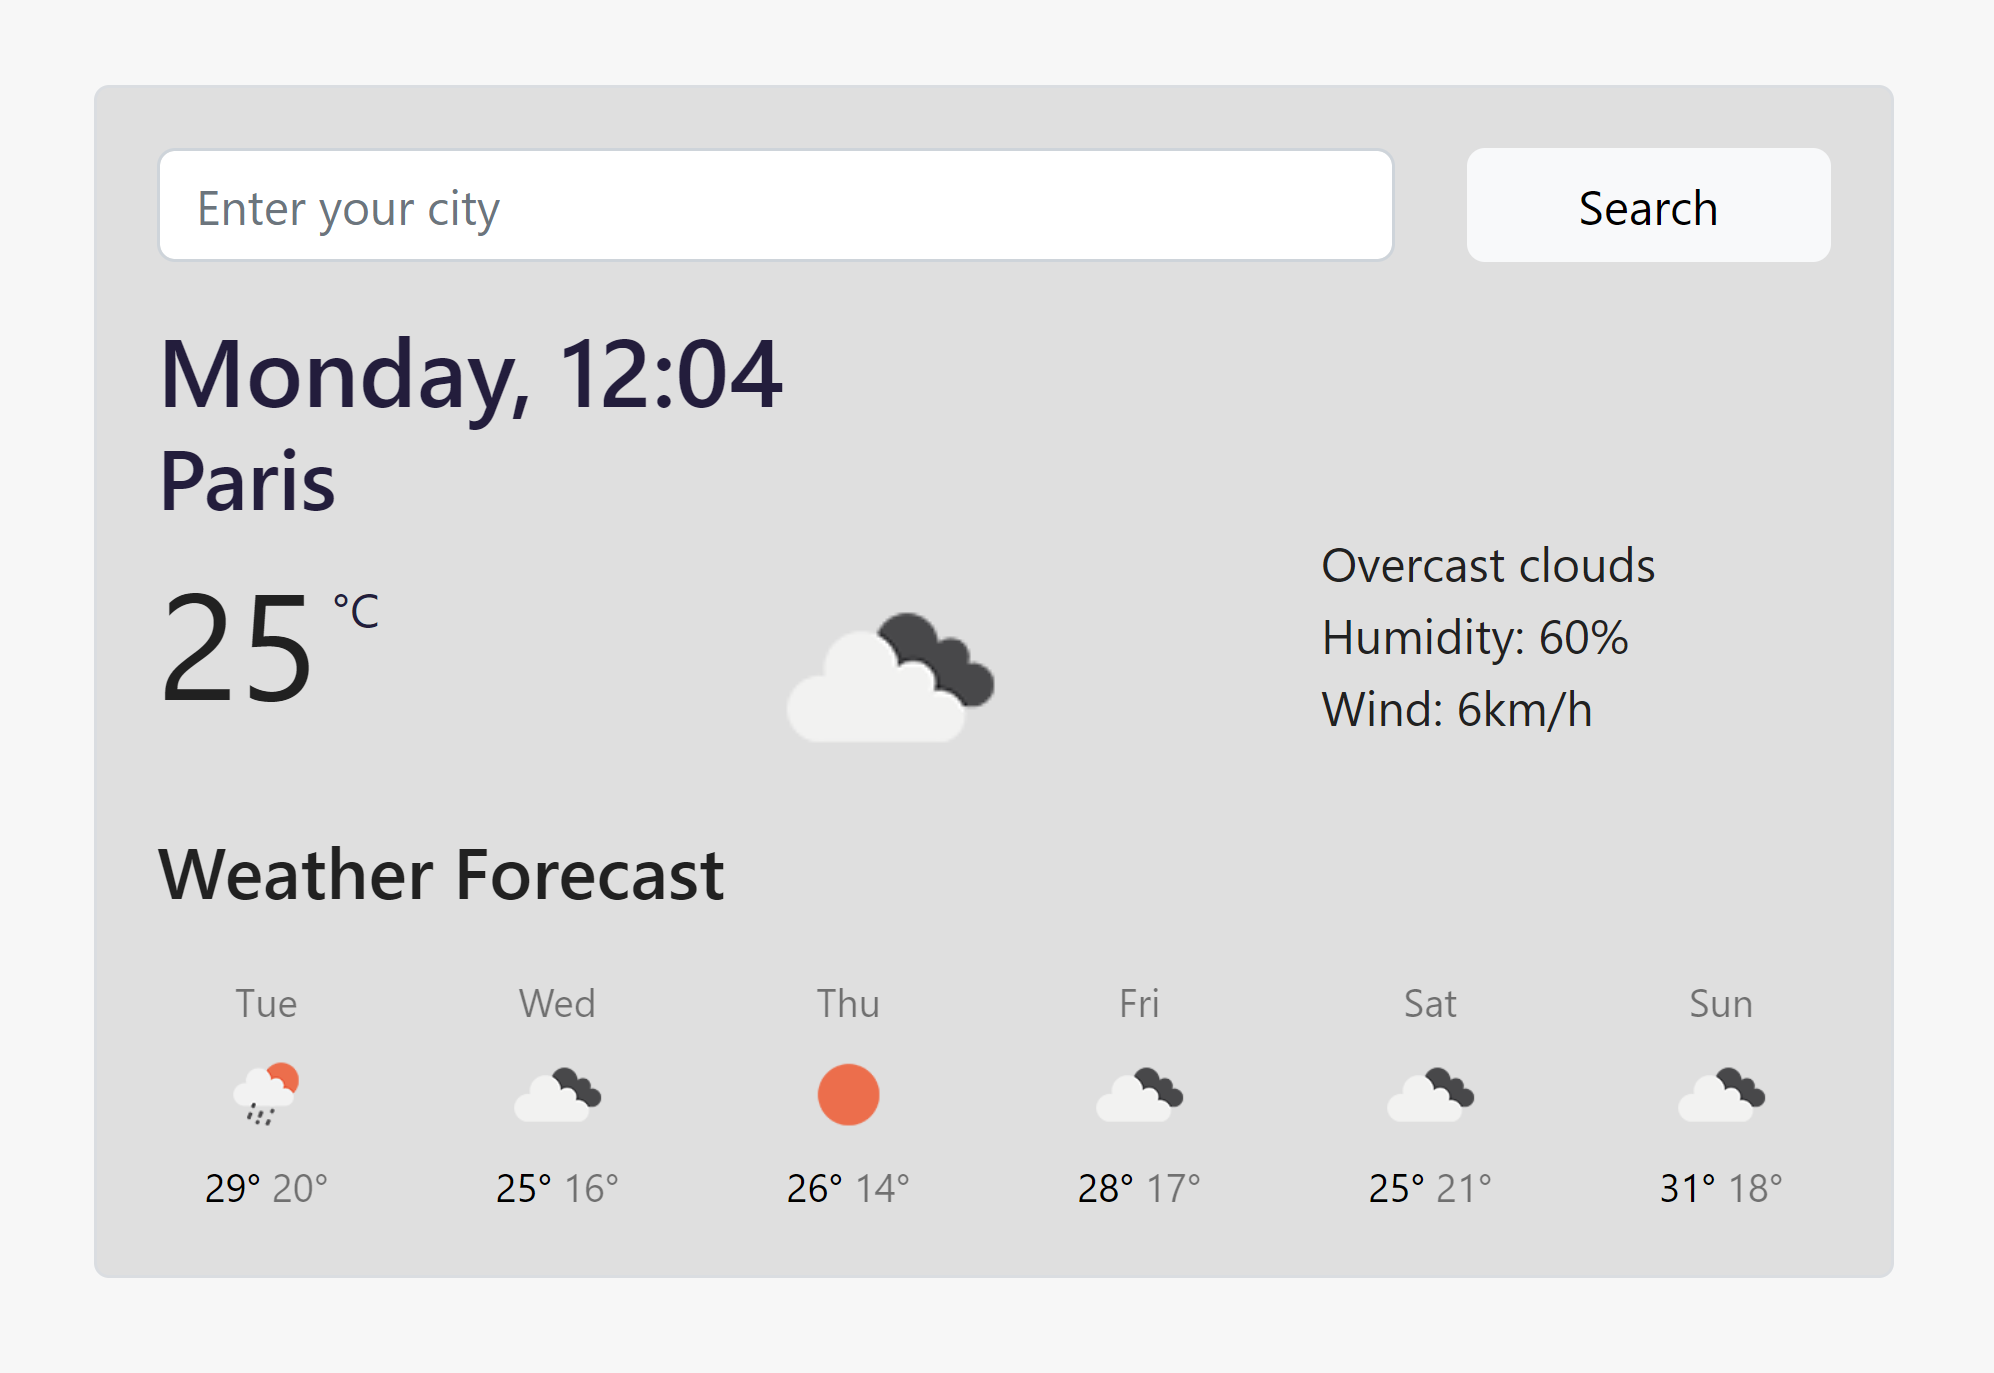 Enter your city
Search
Monday, 12:04
Paris
25 °C
Overcast clouds
Humidity: 60%
Wind: 6km/h
Weather Forecast
Tue Wed Thu Fri Sat Sun
29° 20° 25° 16° 26° 14° 28° 17° 25° 21° 31° 18°